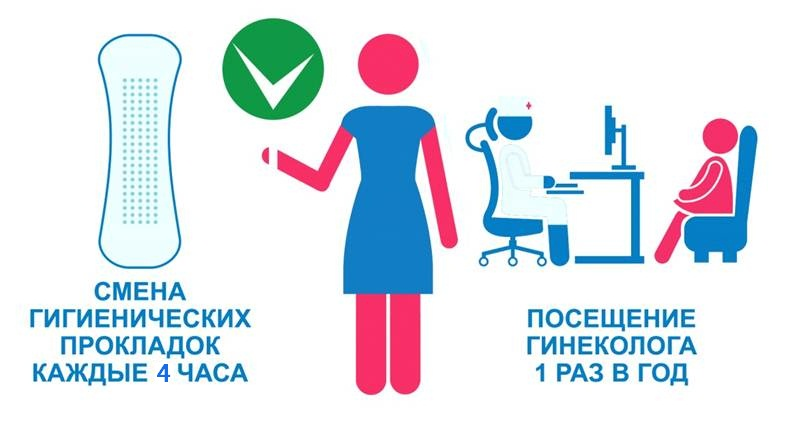 СМЕНА
ГИГИЕНИЧЕСКИХ
ПРОКЛАДОК
КАЖДЫЕ 4 ЧАСА
ПОСЕЩЕНИЕ
ГИНЕКОЛОГА
1 РАЗ В ГОД